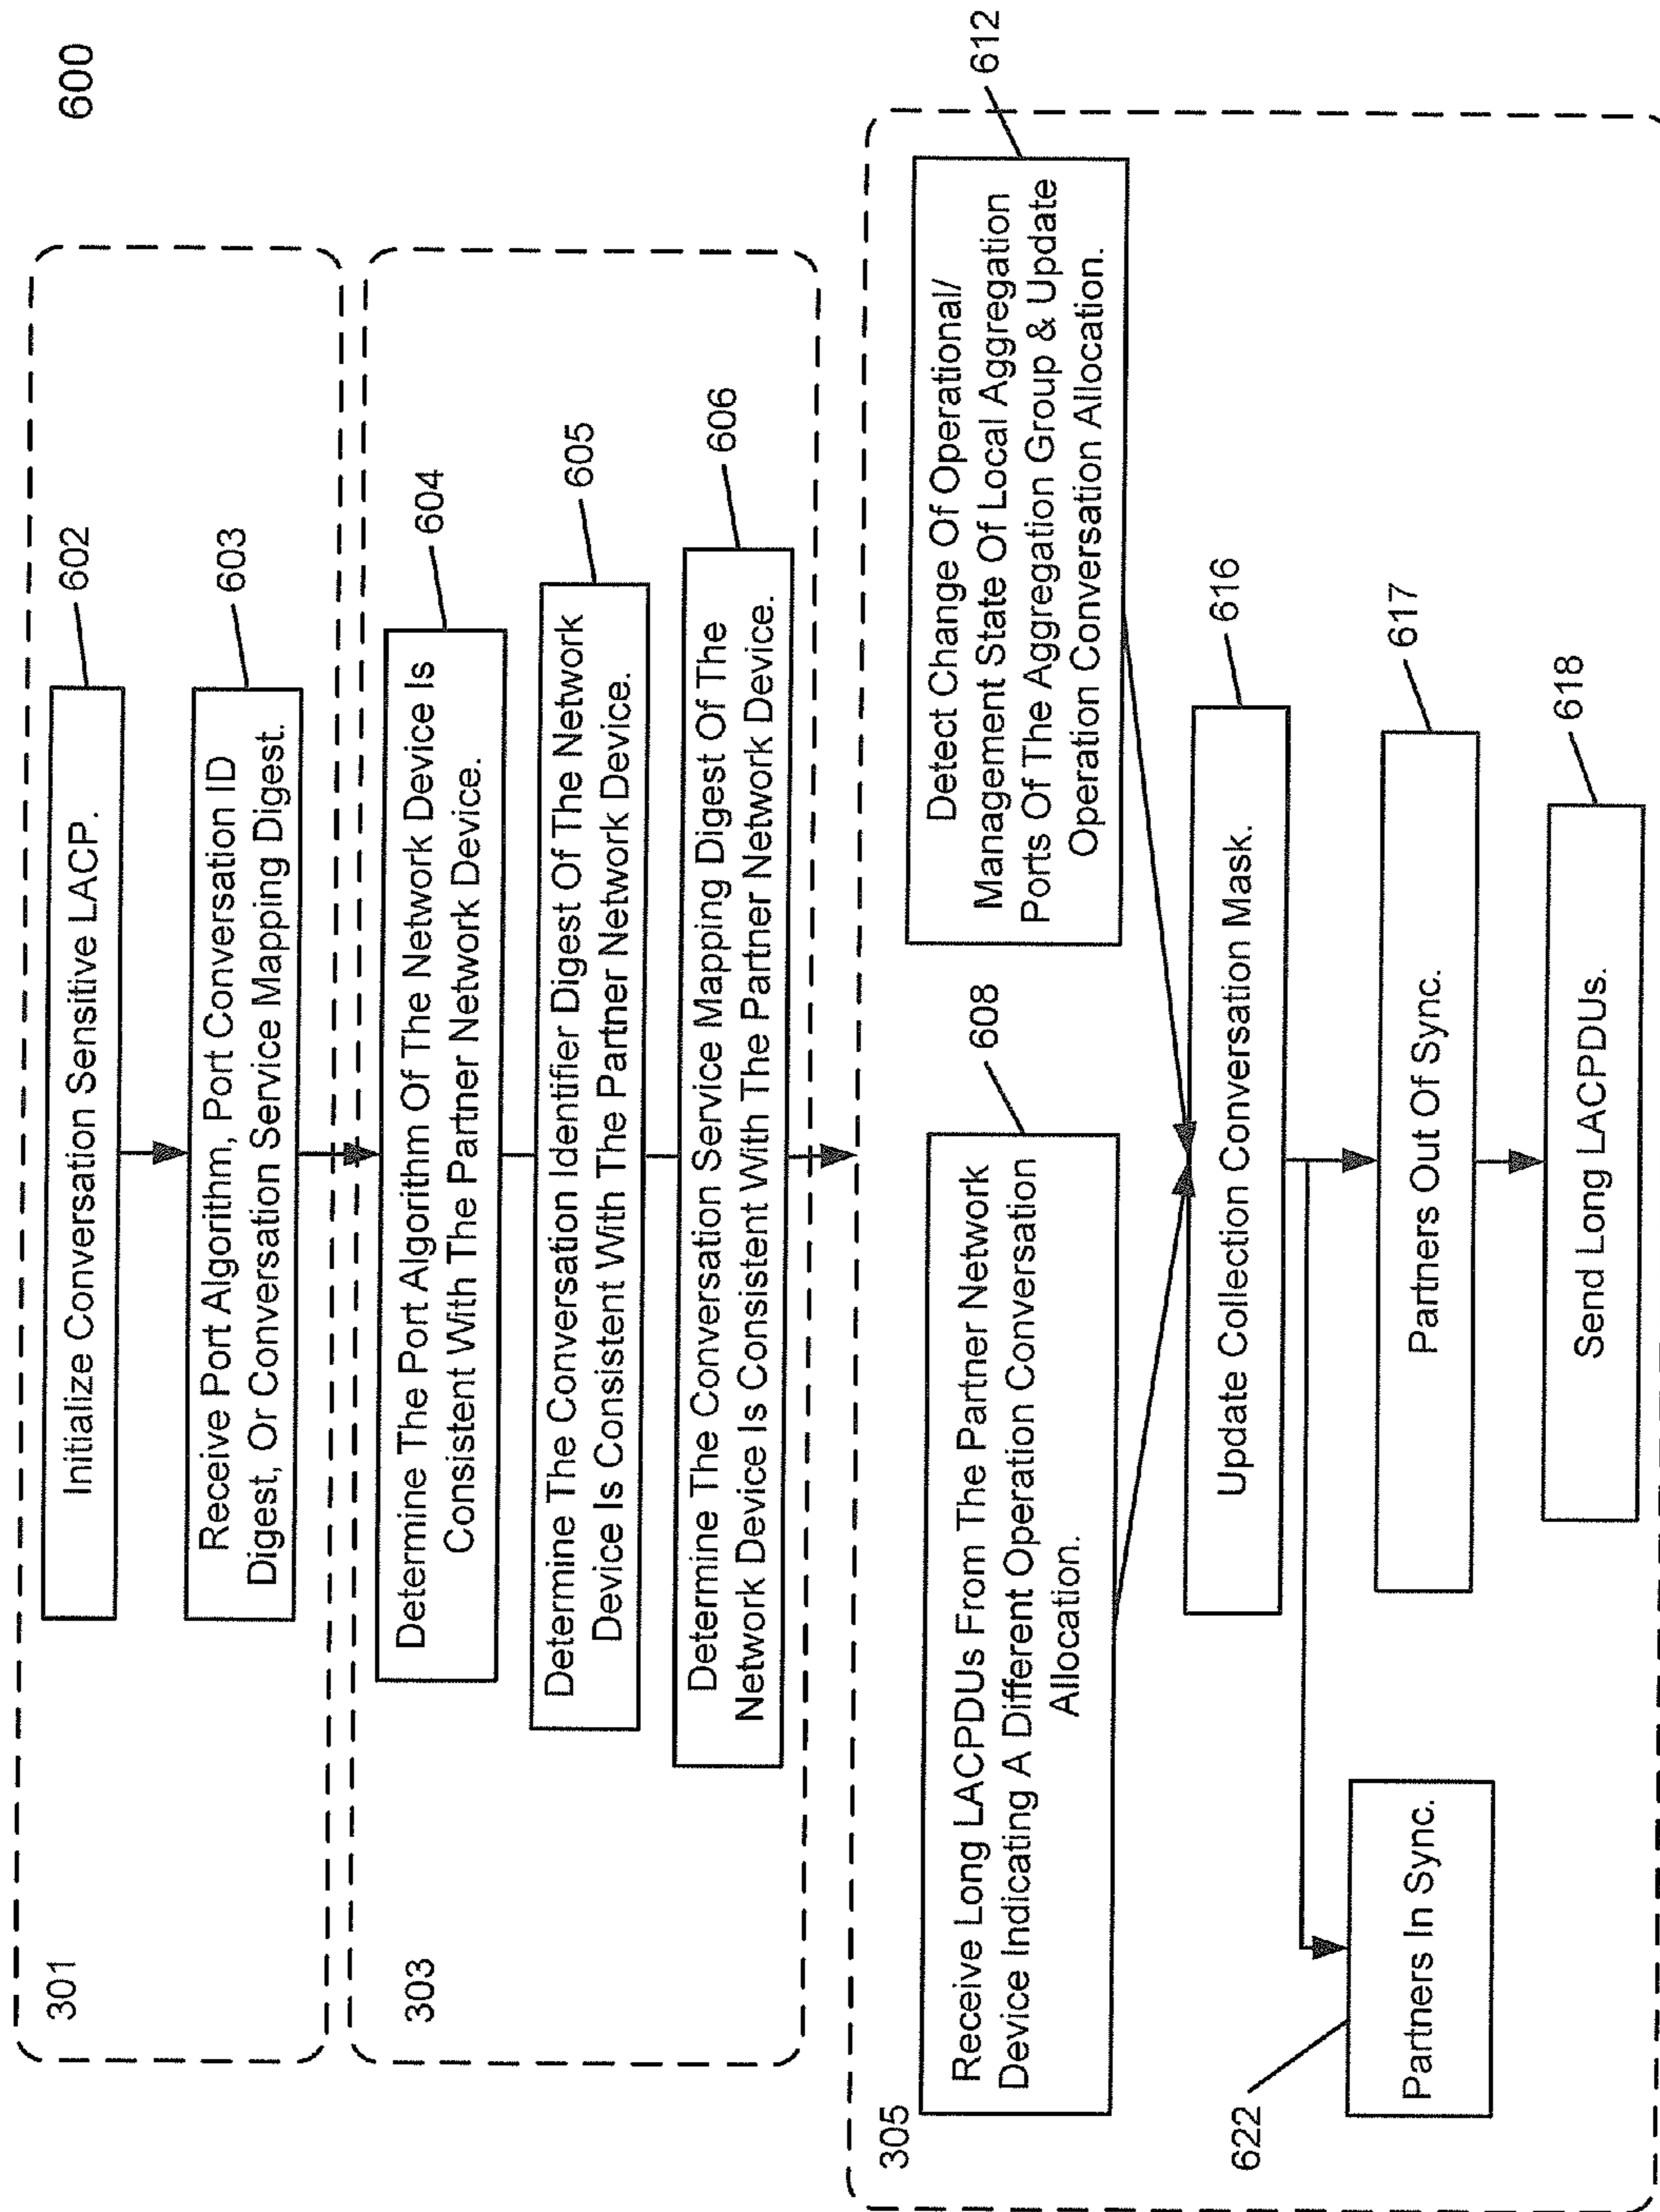 600
301
Initialize Conversation Sensitive LACP.
602
Receive Port Algorithm, Port Conversation ID
Digest, Or Conversation Service Mapping Digest.
603
303
Determine The Port Algorithm Of The Network Device Is
Consistent With The Partner Network Device.
604
Determine The Conversation Identifier Digest Of The Network
Device Is Consistent With The Partner Network Device.
605
Determine The Conversation Service Mapping Digest Of The
Network Device Is Consistent With The Partner Network Device.
606
305
Receive Long LACPDUs From The Partner Network
Device Indicating A Different Operation Conversation
Allocation.
608
Detect Change Of Operational/
Management State Of Local Aggregation
Ports Of The Aggregation Group & Update
Operation Conversation Allocation.
612
Update Collection Conversation Mask.
616
Partners In Sync.
622
Partners Out Of Sync.
617
Send Long LACPDUs.
618